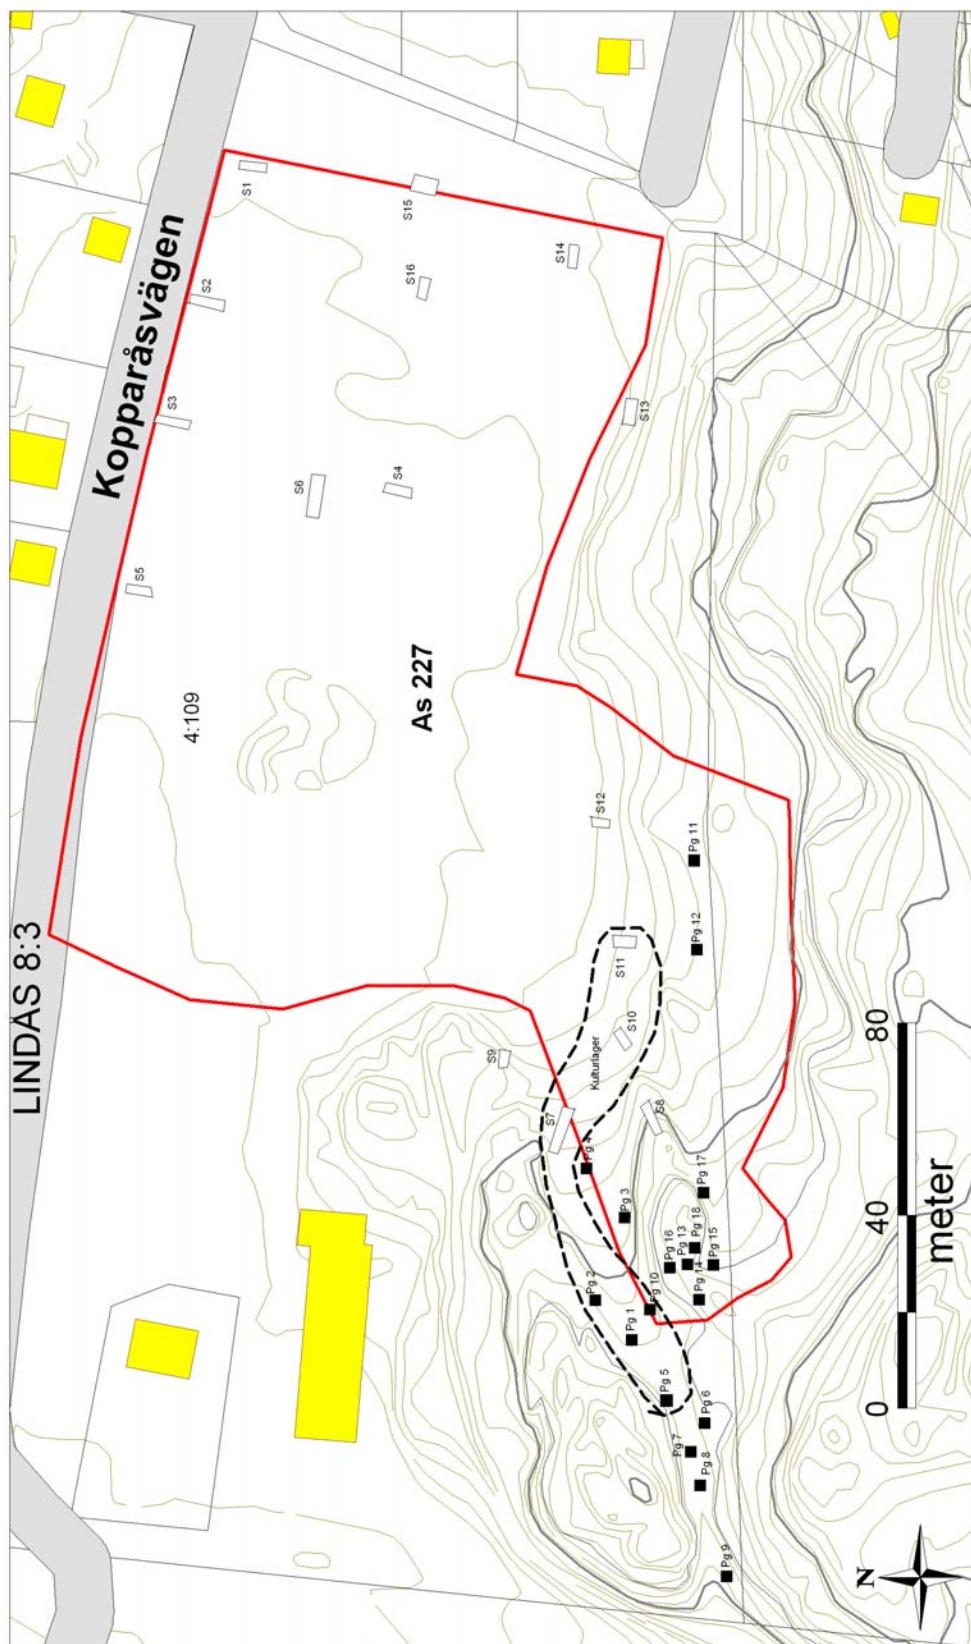 LINDÅS 8:3
Kopparåsvägen
4:109
As 227
S1
S2
S3
S5
S6
S4
S15
S16
S14
S13
S12
S11
S10
Kulturlager
S9
S7
S8
Pg 4
Pg 3
Pg 2
Pg 1
Pg 10
Pg 5
Pg 6
Pg 7
Pg 8
Pg 9
Pg 11
Pg 12
Pg 17
Pg 16
Pg 13
Pg 18
Pg 14
Pg 15
0
40
80
meter
N